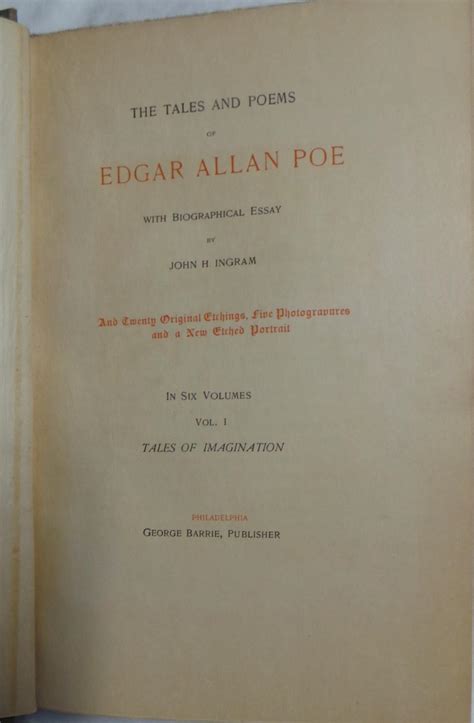 THE TALES AND POEMS
OF
EDGAR ALLAN POE
WITH BIOGRAPHICAL ESSAY
BY
JOHN H INGRAM
And Twenty Original Etchings, Five Photogravures
and a New Etched Portrait
IN SIX VOLUMES
VOL. I
TALES OF IMAGINATION
PHILADELPHIA
GEORGE BARRIE, PUBLISHER